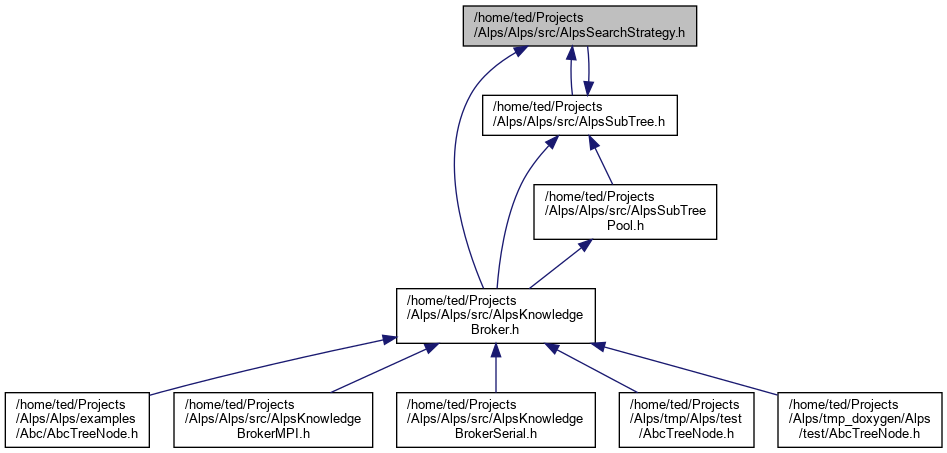 /home/ted/Projects
/Alps/Alps/src/AlpsSearchStrategy.h
/home/ted/Projects
/Alps/Alps/src/AlpsSubTree.h
/home/ted/Projects
/Alps/Alps/src/AlpsSubTree
Pool.h
/home/ted/Projects
/Alps/Alps/src/AlpsKnowledge
Broker.h
/home/ted/Projects
/Alps/Alps/examples
/Abc/AbcTreeNode.h
/home/ted/Projects
/Alps/Alps/src/AlpsKnowledge
BrokerMPI.h
/home/ted/Projects
/Alps/Alps/src/AlpsKnowledge
BrokerSerial.h
/home/ted/Projects
/Alps/tmp/Alps/test
/AbcTreeNode.h
/home/ted/Projects
/Alps/tmp_doxygen/Alps
/test/AbcTreeNode.h